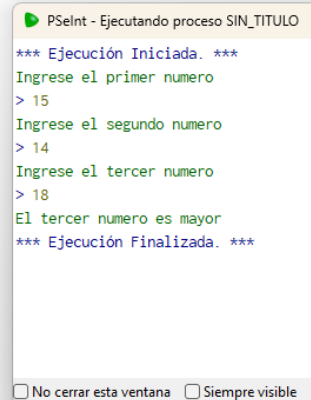 PSeInt - Ejecutando proceso SIN_TITULO
*** Ejecución Iniciada. ***
Ingrese el primer numero
> 15
Ingrese el segundo numero
> 14
Ingrese el tercer numero
> 18
El tercer numero es mayor
*** Ejecución Finalizada. ***
No cerrar esta ventana Siempre visible